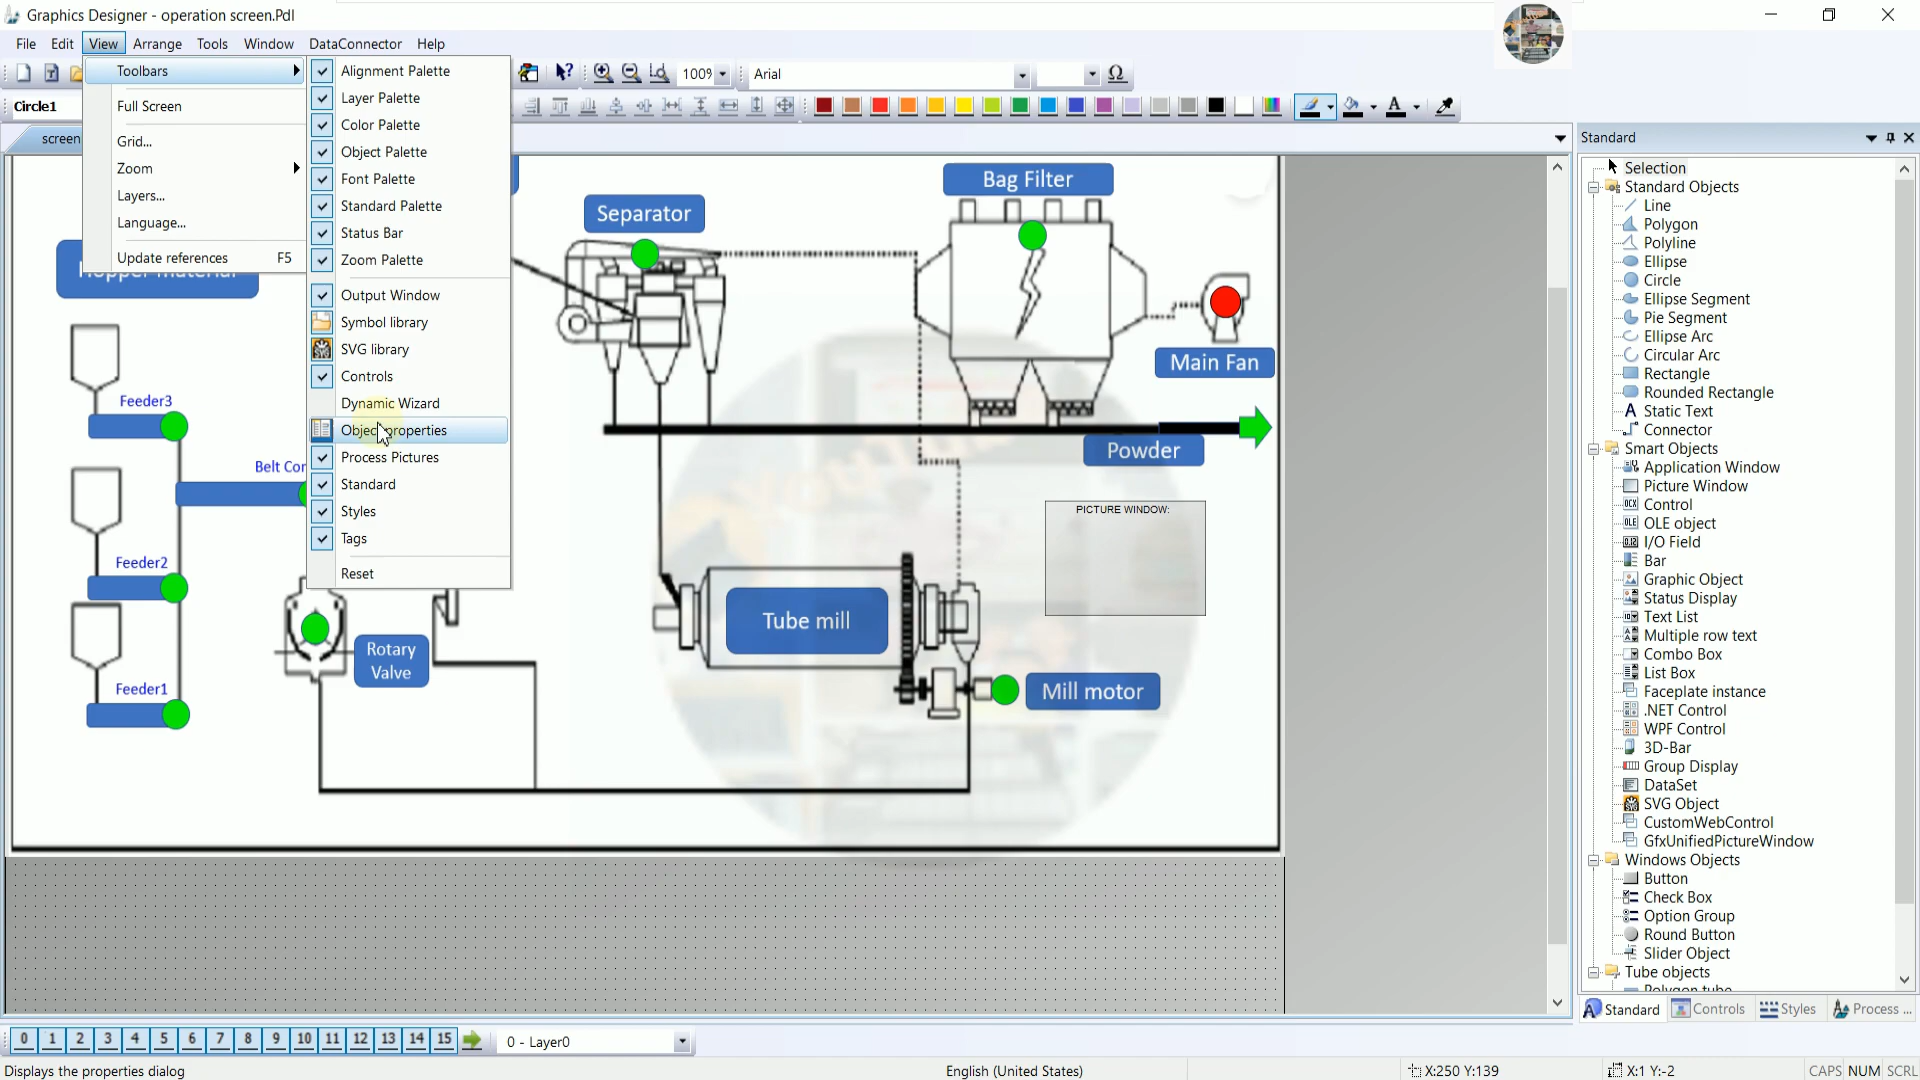 Graphics Designer - operation screen.Pdl
File Edit View Arrange Tools Window DataConnector Help
100% Arial Ω
Circle1 A
screen
Toolbars
Full Screen
Grid...
Zoom
Layers...
Language...
Update references F5
Alignment Palette
Layer Palette
Color Palette
Object Palette
Font Palette
Standard Palette
Status Bar
Zoom Palette
Output Window
Symbol library
SVG library
Controls
Dynamic Wizard
Object properties
Process Pictures
Standard
Styles
Tags
Reset
Hopper material
Feeder3
Belt Con
Feeder2
Feeder1
Rotary
Valve
Separator
Bag Filter
Main Fan
Powder
PICTURE WINDOW:
Tube mill
Mill motor
Standard
Selection
Standard Objects
Line
Polygon
Polyline
Ellipse
Circle
Ellipse Segment
Pie Segment
Ellipse Arc
Circular Arc
Rectangle
Rounded Rectangle
Static Text
Connector
Smart Objects
Application Window
Picture Window
Control
OLE object
I/O Field
Bar
Graphic Object
Status Display
Text List
Multiple row text
Combo Box
List Box
Faceplate instance
.NET Control
WPF Control
3D-Bar
Group Display
DataSet
SVG Object
CustomWebControl
GfxUnifiedPictureWindow
Windows Objects
Button
Check Box
Option Group
Round Button
Slider Object
Tube objects
Polygon tube
Standard Controls Styles Process ...
0 1 2 3 4 5 6 7 8 9 10 11 12 13 14 15 0 - Layer0
Displays the properties dialog English (United States) X:250 Y:139 X:1 Y:-2 CAPS NUM SCRL